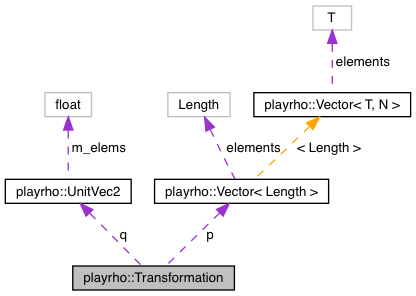 T
elements
float
Length
playrho::Vector< T, N >
m_elems
elements
< Length >
playrho::UnitVec2
playrho::Vector< Length >
q
p
playrho::Transformation